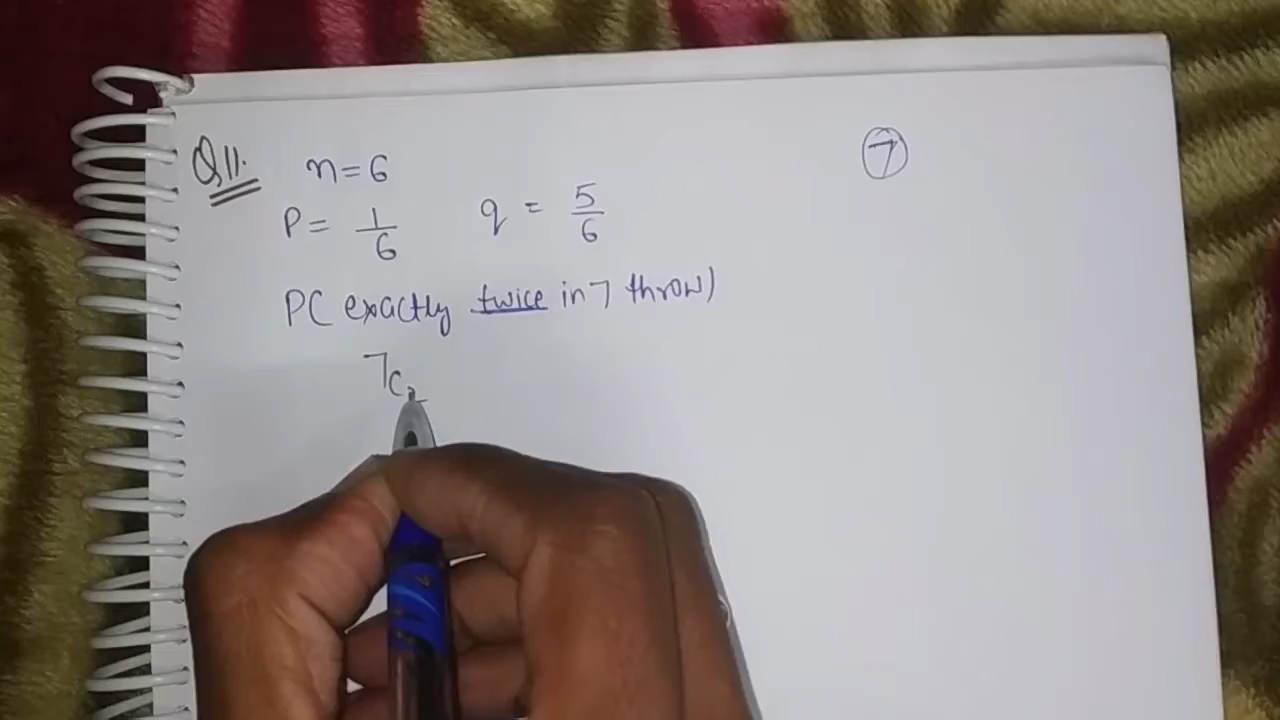 Q11. n=6
7
P= 1/6 q = 5/6
P( exactly twice in 7 throw)
7C2